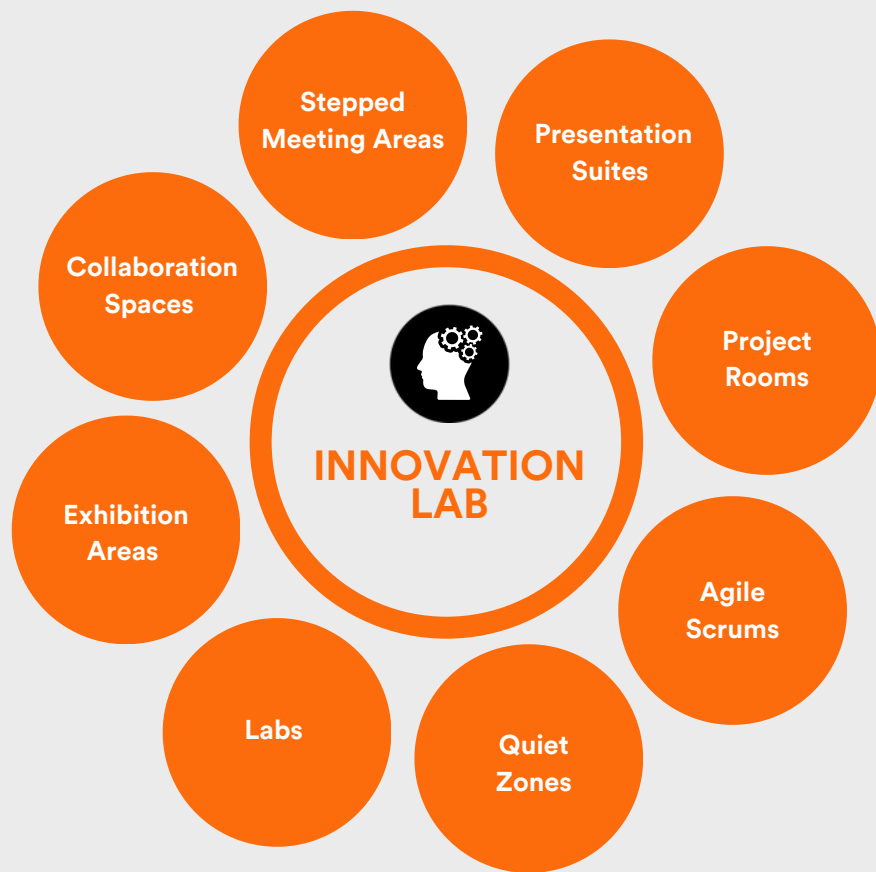 Stepped
Meeting Areas
Presentation
Suites
Collaboration
Spaces
Project
Rooms
INNOVATION
LAB
Exhibition
Areas
Agile
Scrums
Labs
Quiet
Zones